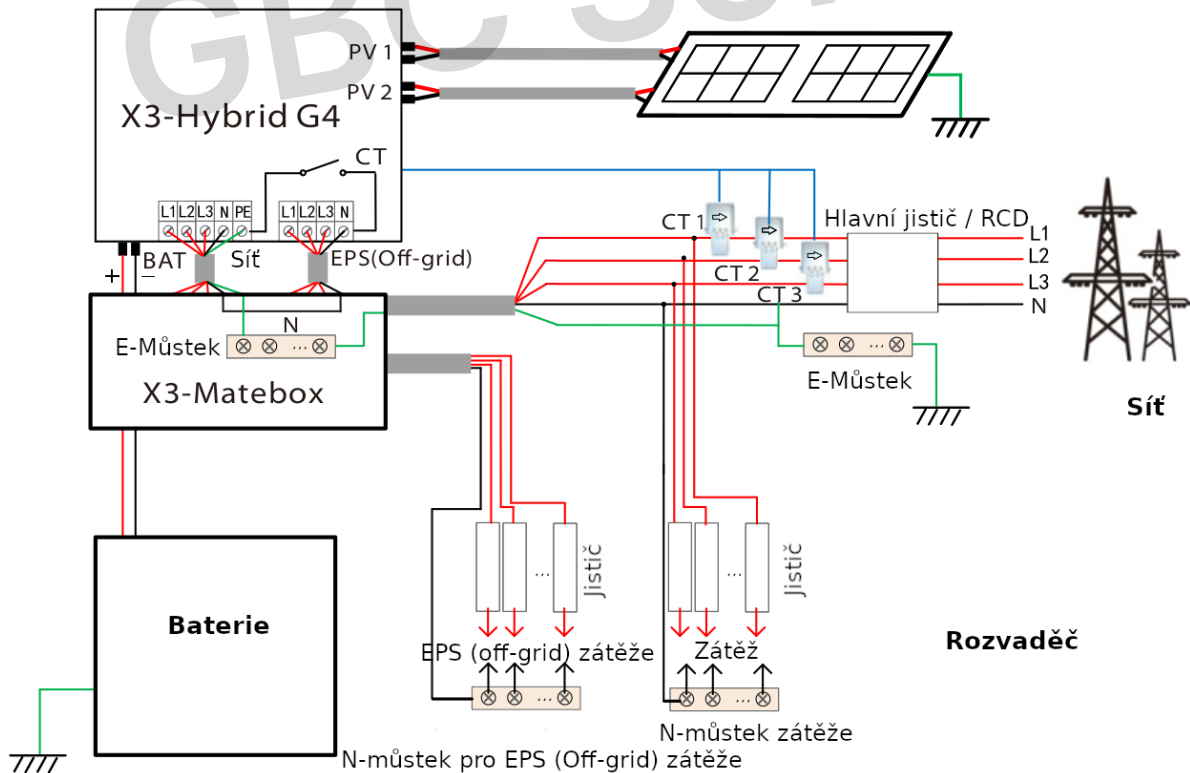 GBC Sol
PV 1
PV 2
X3-Hybrid G4
CT
L1 L2 L3 N PE
L1 L2 L3 N
+ BAT –
Síť
EPS(Off-grid)
CT 1
CT 2
CT 3
Hlavní jistič / RCD
L1
L2
L3
N
N
E-Můstek
...
X3-Matebox
...
E-Můstek
Síť
...
Jistič
...
Jistič
Baterie
EPS (off-grid) zátěže
Zátěž
Rozvaděč
...
...
N-můstek zátěže
N-můstek pro EPS (Off-grid) zátěže